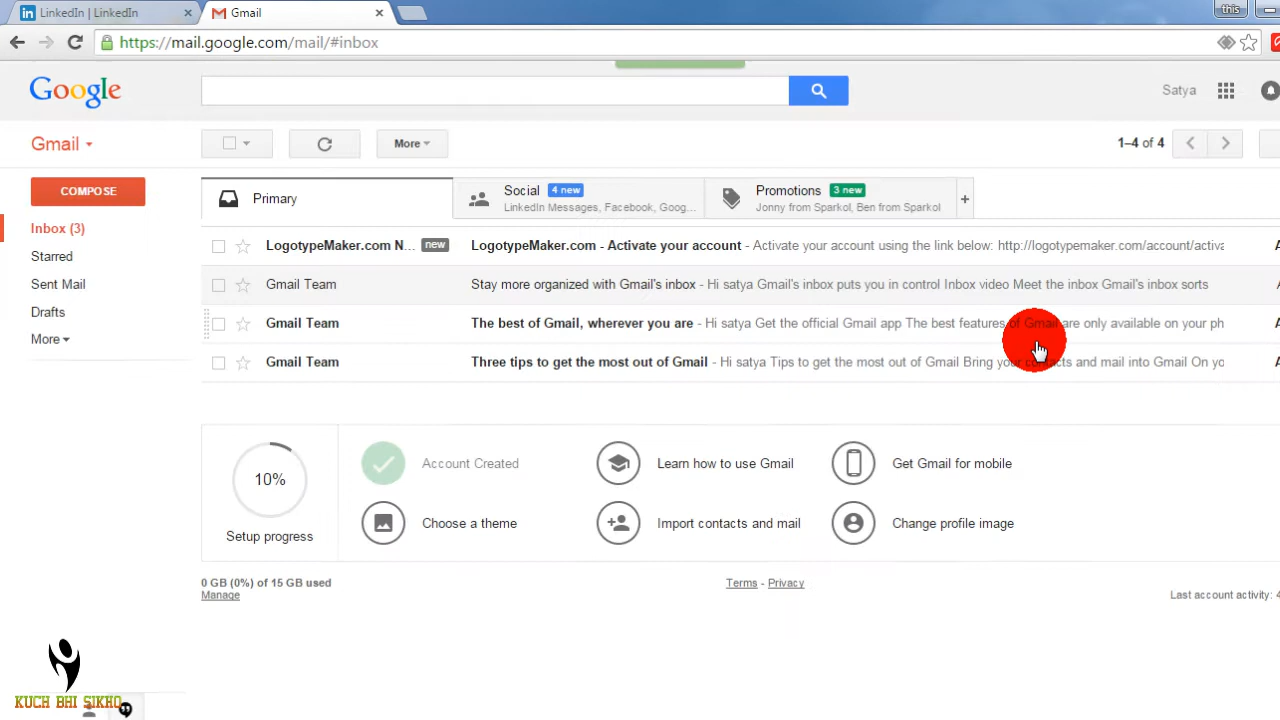 LinkedIn | LinkedIn
Gmail
this
https://mail.google.com/mail/#inbox
Google
Satya
Gmail
More
1–4 of 4
COMPOSE
Primary
Social 4 new
LinkedIn Messages, Facebook, Goog...
Promotions 3 new
Jonny from Sparkol, Ben from Sparkol
+
Inbox (3)
Starred
Sent Mail
Drafts
More
LogotypeMaker.com N... new LogotypeMaker.com - Activate your account - Activate your account using the link below: http://logotypemaker.com/account/activa
Gmail Team Stay more organized with Gmail's inbox - Hi satya Gmail's inbox puts you in control Inbox video Meet the inbox Gmail's inbox sorts
Gmail Team The best of Gmail, wherever you are - Hi satya Get the official Gmail app The best features of Gmail are only available on your ph
Gmail Team Three tips to get the most out of Gmail - Hi satya Tips to get the most out of Gmail Bring your contacts and mail into Gmail On yo
10%
Setup progress
Account Created
Learn how to use Gmail
Get Gmail for mobile
Choose a theme
Import contacts and mail
Change profile image
0 GB (0%) of 15 GB used
Manage
Terms - Privacy
Last account activity: 4
KUCH BHI SIKHO